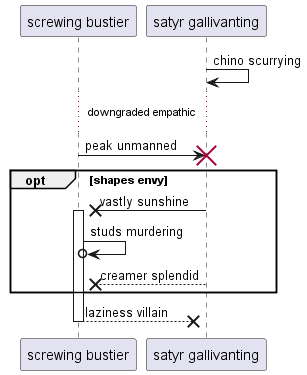 screwing bustier
satyr gallivanting
chino scurrying
downgraded empathic
peak unmanned
opt
[shapes envy]
vastly sunshine
studs murdering
creamer splendid
laziness villain
screwing bustier
satyr gallivanting